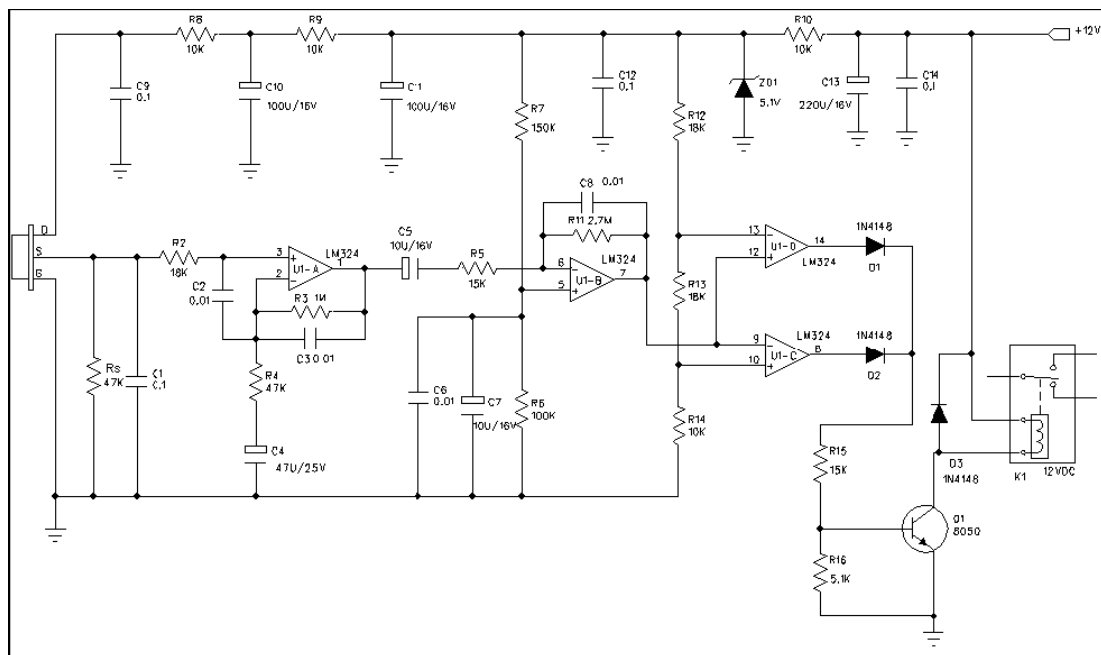 R8
10K
R9
10K
R10
10K
+12V
C9
0.1
C10
100U/16V
C11
100U/16V
R7
150K
C12
0.1
R12
18K
ZD1
5.1V
C13
220U/16V
C14
0.1
D
S
G
R2
18K
C2
0.01
3
+
2
-
U1-A
LM324
1
R3 1M
C3 0.01
C5
10U/16V
R5
15K
C8 0.01
R11 2.7M
6
-
5
+
U1-B
LM324
7
R13
18K
13
-
12
+
U1-D
14
LM324
1N4148
D1
9
-
10
+
U1-C
LM324
8
1N4148
D2
Rs
47K
C1
0.1
R4
47K
C4
47U/25V
C6
0.01
C7
10U/16V
R6
100K
R14
10K
R15
15K
R16
5.1K
D3
1N4148
K1
12VDC
Q1
8050